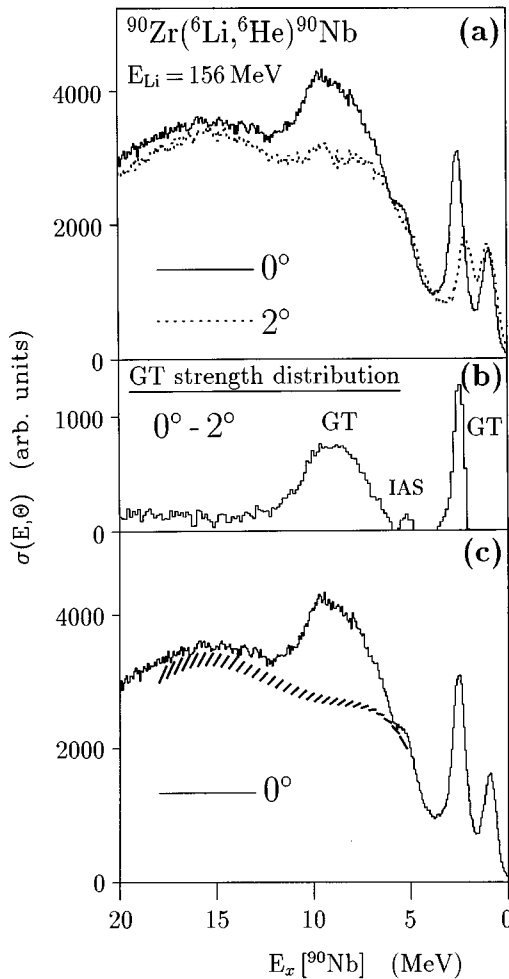 ⁹⁰Zr(⁶Li,⁶He)⁹⁰Nb (a)
E_Li = 156 MeV
4000
2000
0° 
2°
0
GT strength distribution (b)
0° - 2° GT GT
1000
IAS
0
(c)
4000
2000
0°
0
20 15 10 5 0
E_x [⁹⁰Nb] (MeV)
σ(E,Θ) (arb. units)